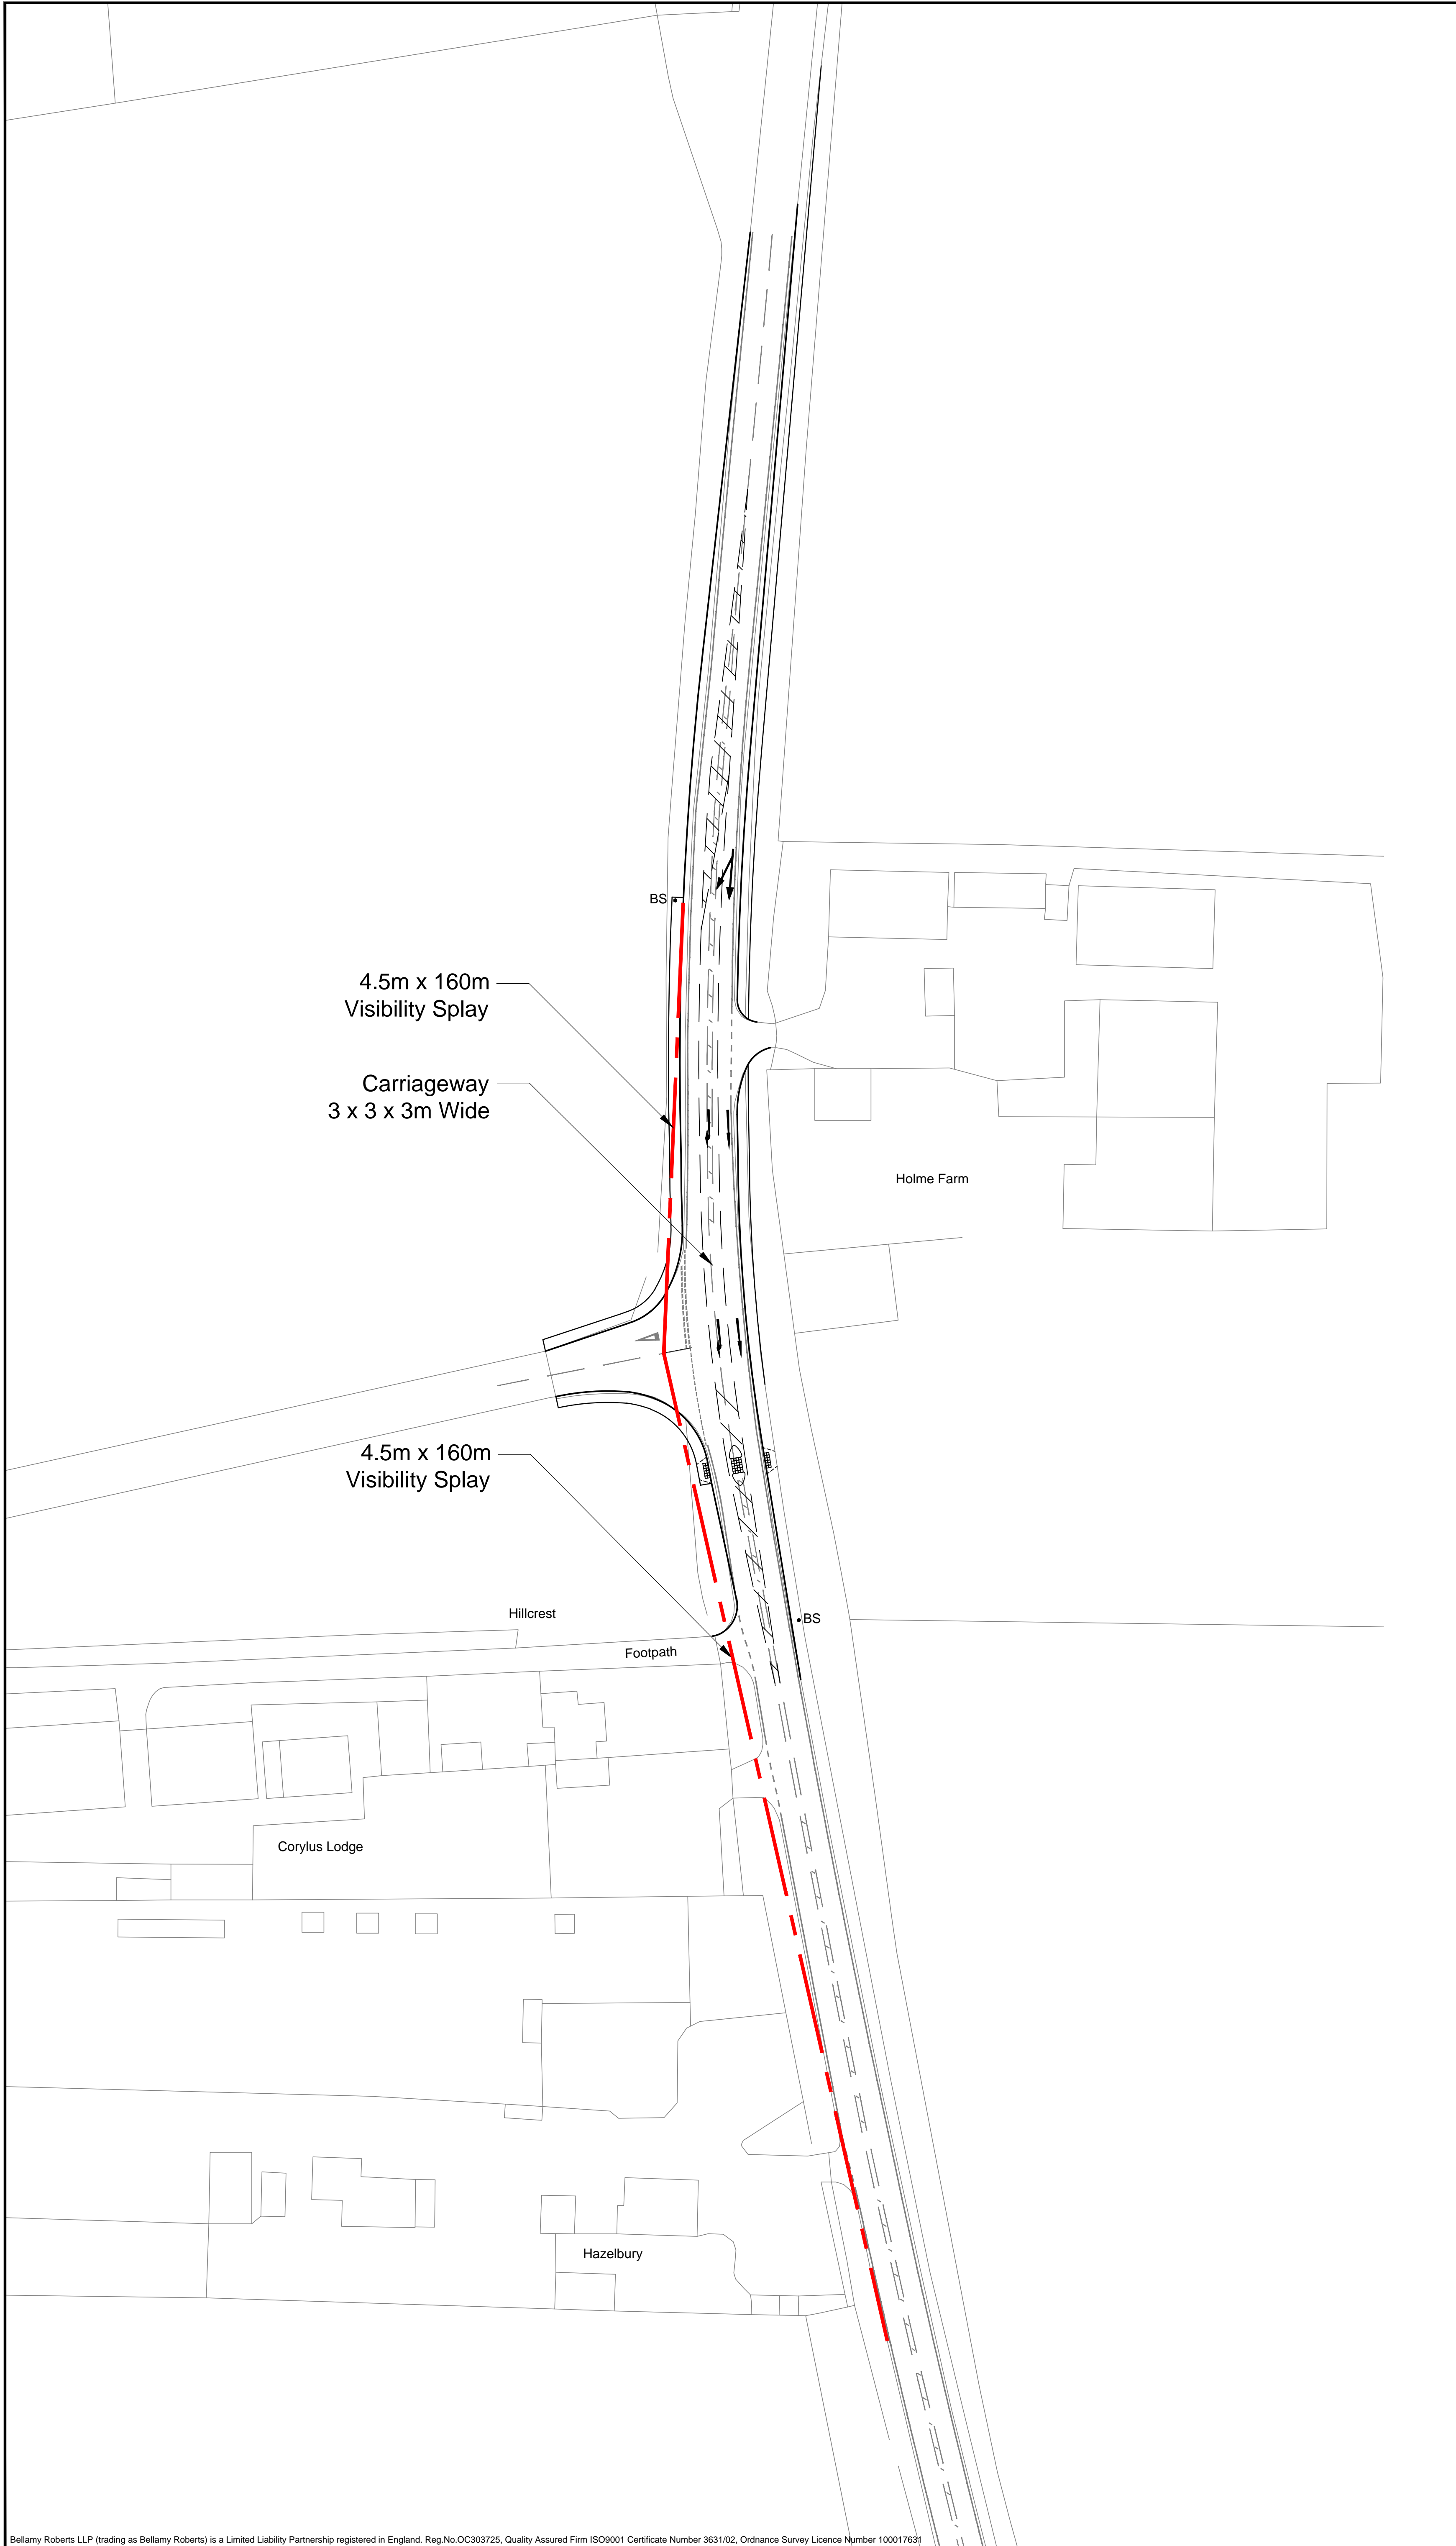 BS
4.5m x 160m
Visibility Splay
Carriageway
3 x 3 x 3m Wide
Holme Farm
4.5m x 160m
Visibility Splay
Hillcrest
BS
Footpath
Corylus Lodge
Hazelbury
Bellamy Roberts LLP (trading as Bellamy Roberts) is a Limited Liability Partnership registered in England. Reg.No.OC303725, Quality Assured Firm ISO9001 Certificate Number 3631/02, Ordnance Survey Licence Number 100017631